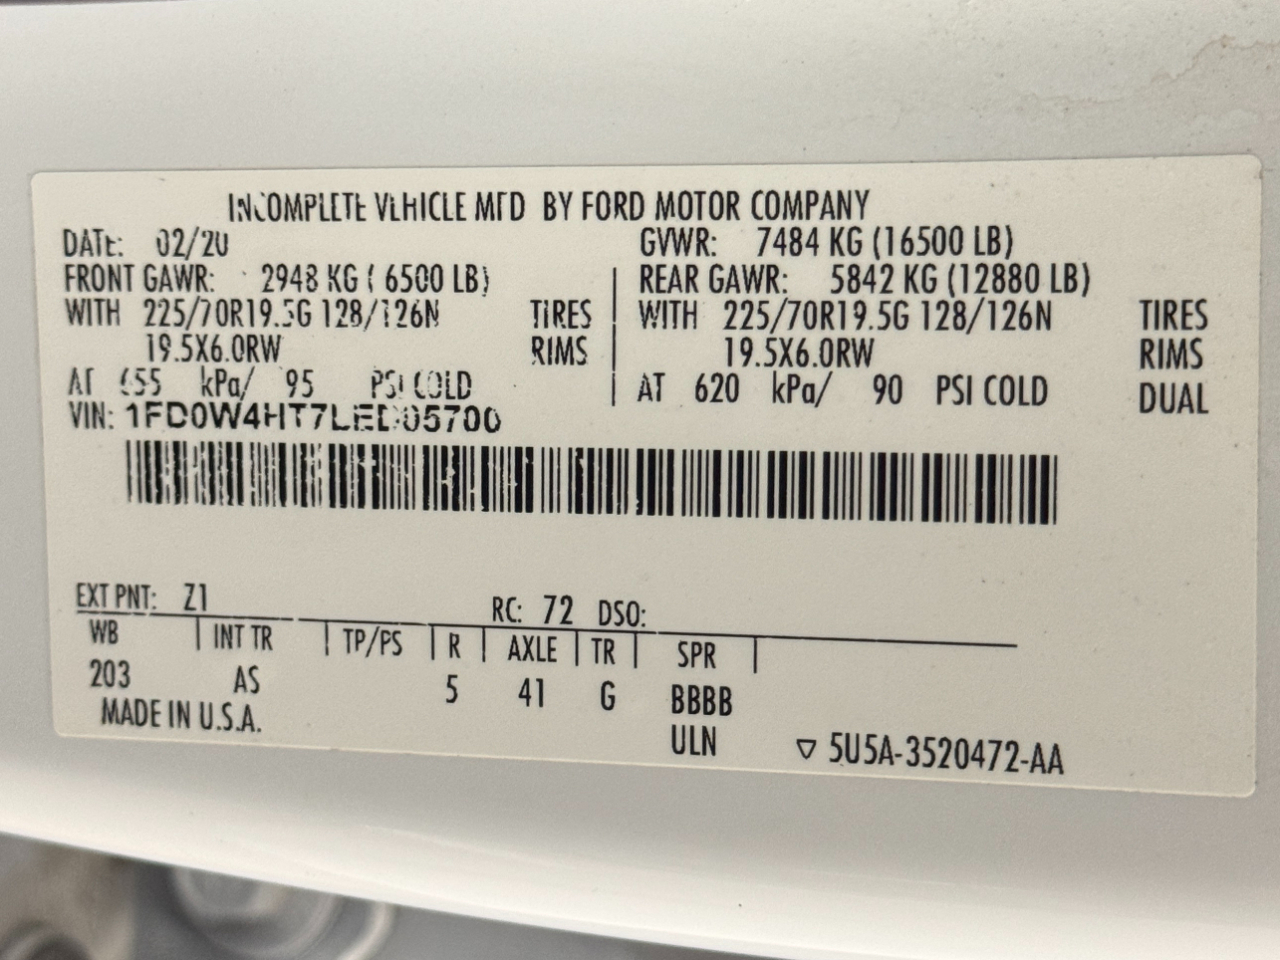 INCOMPLETE VEHICLE MFD BY FORD MOTOR COMPANY
DATE: 02/20 GVWR: 7484 KG (16500 LB)
FRONT GAWR: 2948 KG ( 6500 LB) REAR GAWR: 5842 KG (12880 LB)
WITH 225/70R19.5G 128/126N TIRES WITH 225/70R19.5G 128/126N TIRES
19.5X6.0RW RIMS 19.5X6.0RW RIMS
AT 655 kPa/ 95 PSI COLD AT 620 kPa/ 90 PSI COLD DUAL
VIN: 1FD0W4HT7LED05700
EXT PNT: Z1 RC: 72 DSO:
WB INT TR TP/PS R AXLE TR SPR
203 AS 5 41 G BBBB
MADE IN U.S.A. ULN ▽ 5U5A-3520472-AA